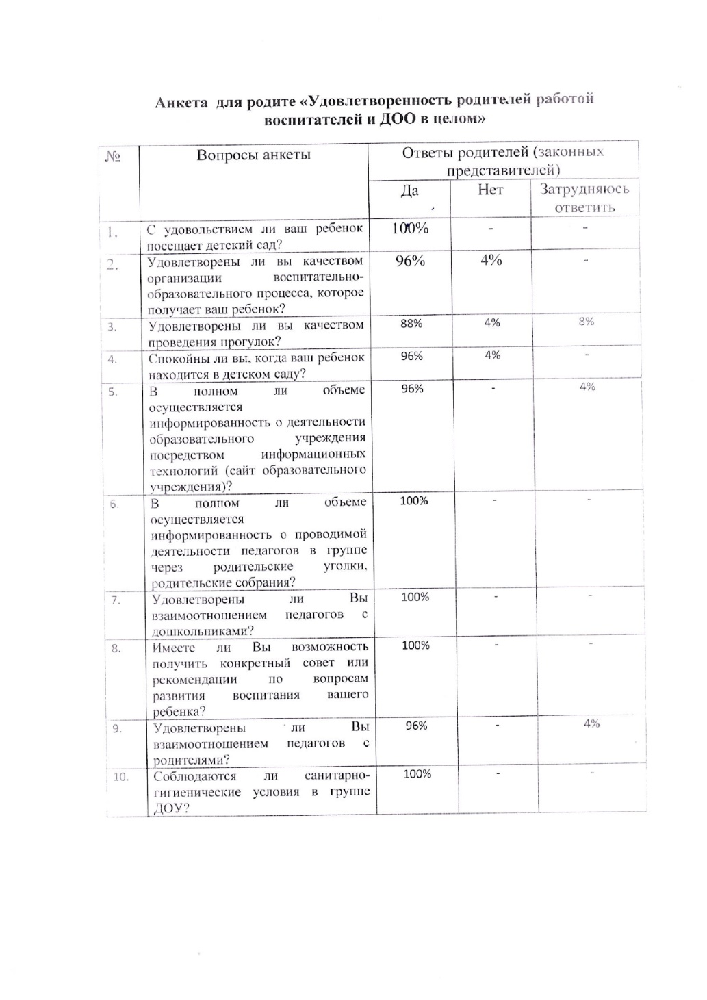 Анкета для родите «Удовлетворенность родителей работой
воспитателей и ДОО в целом»
№
Вопросы анкеты
Ответы родителей (законных
представителей)
Да
Нет
Затрудняюсь
ответить
1.
С удовольствием ли ваш ребенок
посещает детский сад?
100%
-
-
2.
Удовлетворены ли вы качеством
организации воспитательно-
образовательного процесса, которое
получает ваш ребенок?
96%
4%
-
3.
Удовлетворены ли вы качеством
проведения прогулок?
88%
4%
8%
4.
Спокойны ли вы, когда ваш ребенок
находится в детском саду?
96%
4%
-
5.
В полном ли объеме
осуществляется
информированность о деятельности
образовательного учреждения
посредством информационных
технологий (сайт образовательного
учреждения)?
96%
-
4%
6.
В полном ли объеме
осуществляется
информированность о проводимой
деятельности педагогов в группе
через родительские уголки,
родительские собрания?
100%
-
-
7.
Удовлетворены ли Вы
взаимоотношением педагогов с
дошкольниками?
100%
-
-
8.
Имеете ли Вы возможность
получить конкретный совет или
рекомендации по вопросам
развития воспитания вашего
ребенка?
100%
-
-
9.
Удовлетворены ли Вы
взаимоотношением педагогов с
родителями?
96%
-
4%
10.
Соблюдаются ли санитарно-
гигиенические условия в группе
ДОУ?
100%
-
-